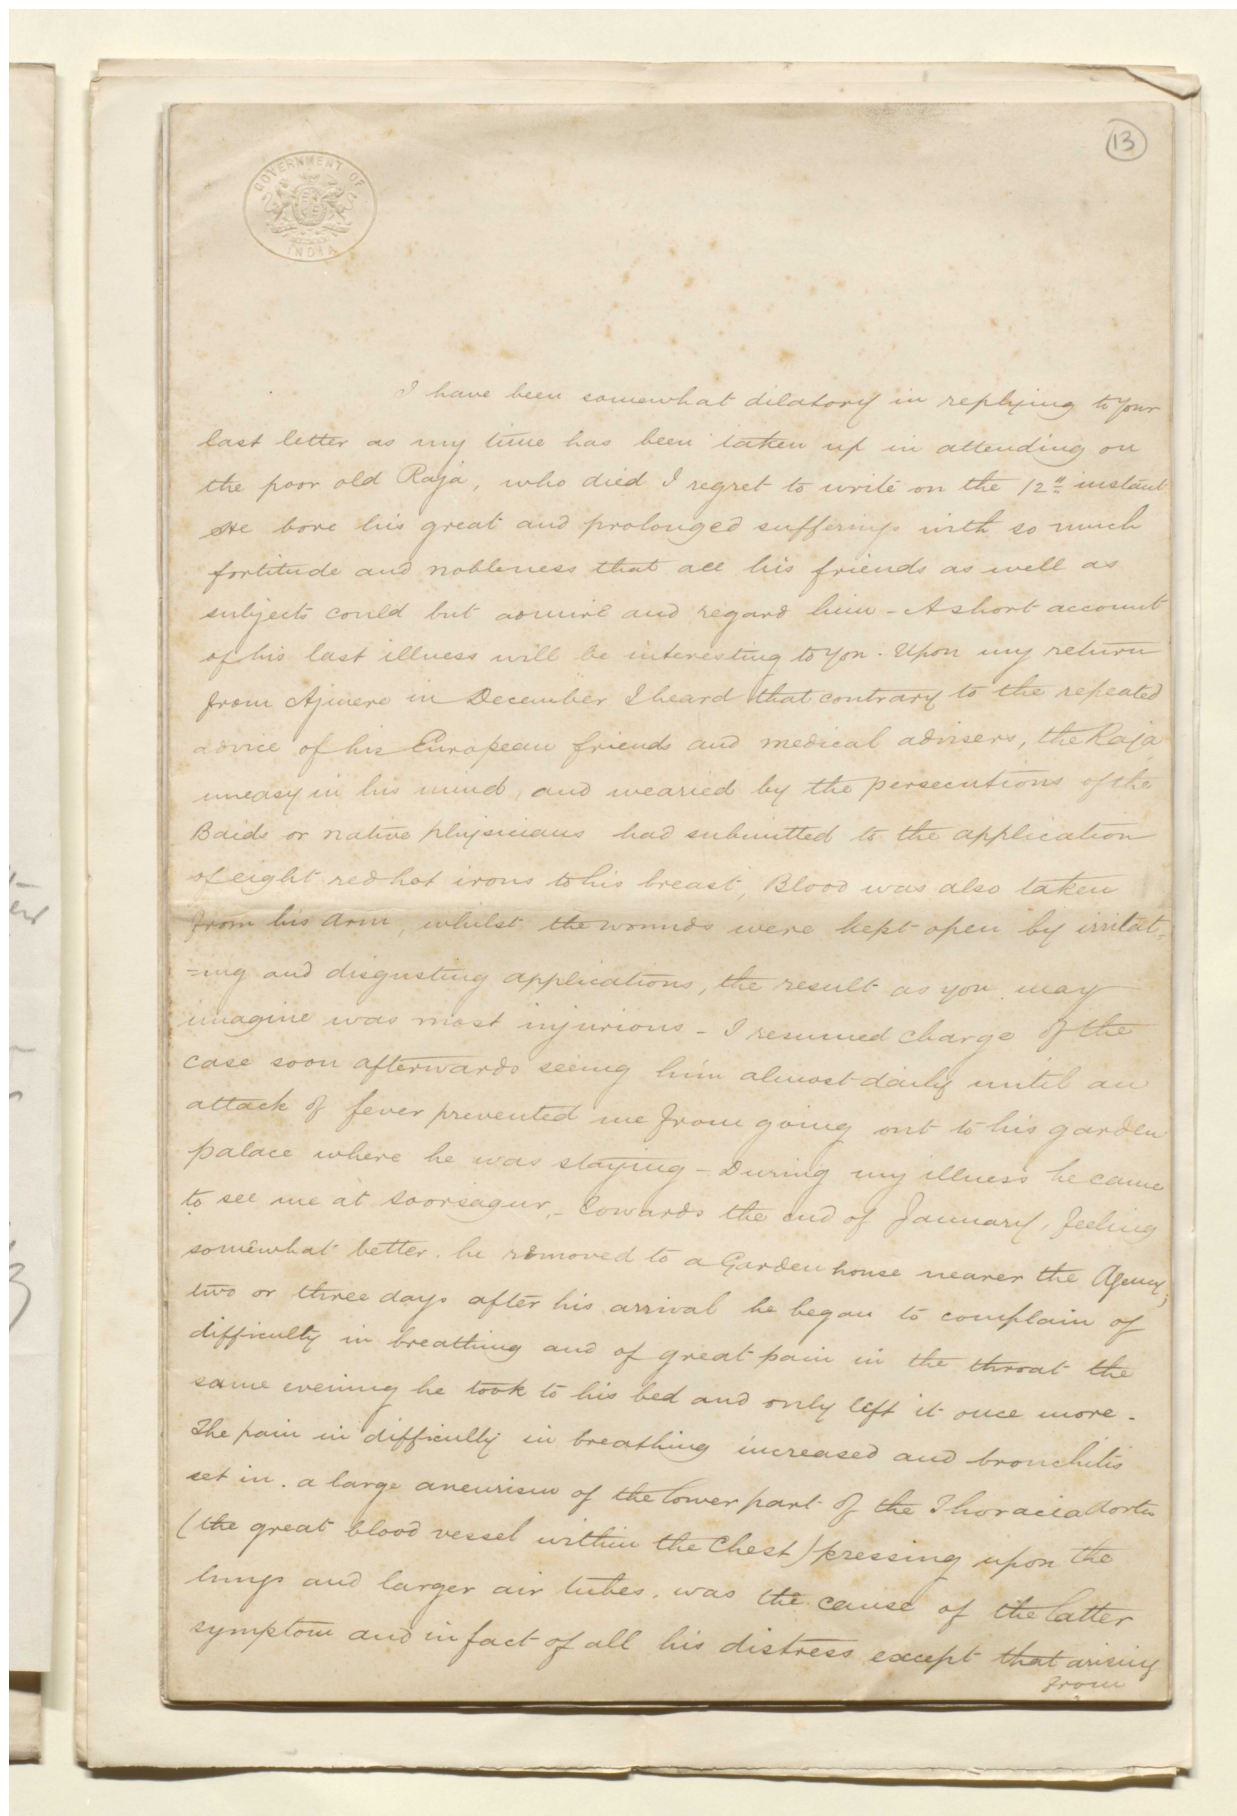 13
GOVERNMENT OF INDIA
I have been somewhat dilatory in replying to your
last letter as my time has been taken up in attending on
the poor old Raja, who died I regret to write on the 12th instant
He bore his great and prolonged sufferings with so much
fortitude and nobleness that all his friends as well as
subjects could but admire and regard him - A short account
of his last illness will be interesting to you. Upon my return
from Ajmere in December I heard that contrary to the repeated
advice of his European friends and medical advisers, the Raja
uneasy in his mind, and wearied by the persecutions of the
Baids or native physicians had submitted to the application
of eight red hot irons to his breast, Blood was also taken
from his arm, whilst the wounds were kept open by irritat-
=ing and disgusting applications, the result as you may
imagine was most injurious - I resumed charge of the
case soon afterwards seeing him almost daily until an
attack of fever prevented me from going out to his garden
palace where he was staying - During my illness he came
to see me at Soorsagur. - Towards the end of January, feeling
somewhat better. he removed to a Garden house nearer the Agency,
two or three days after his arrival he began to complain of
difficulty in breathing and of great pain in the throat the
same evening he took to his bed and only left it once more -
The pain in difficulty in breathing increased and bronchitis
set in. a large aneurism of the lower part of the Thoracic Aorta
(the great blood vessel within the Chest) pressing upon the
lungs and larger air tubes. was the cause of the latter
symptom and in fact of all his distress except that arising
from